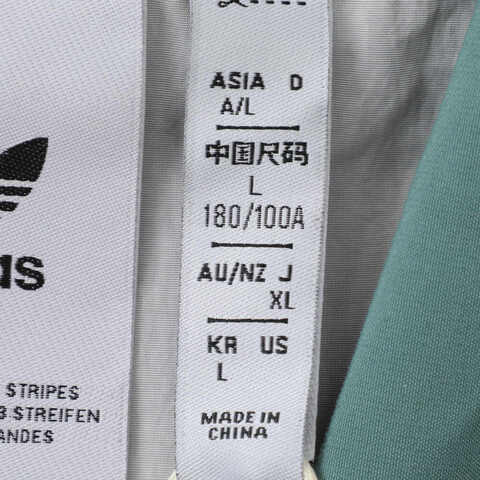 as
STRIPES
3 STREIFEN
ANDES
ASIA D
A/L
中国尺码
L
180/100A
AU/NZ J
XL
KR US
L
MADE IN
CHINA